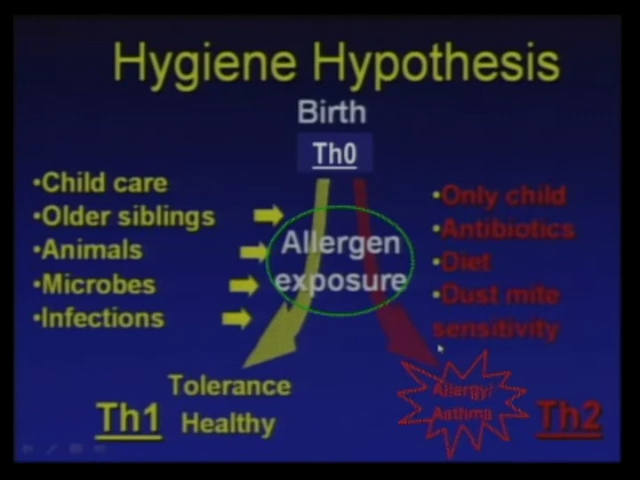 Hygiene Hypothesis
Birth
Th0
•Child care
•Older siblings
•Animals
•Microbes
•Infections
Allergen
exposure
•Only child
•Antibiotics
•Diet
•Dust mite
sensitivity
Tolerance
Healthy
Th1
Allergy/
Asthma
Th2